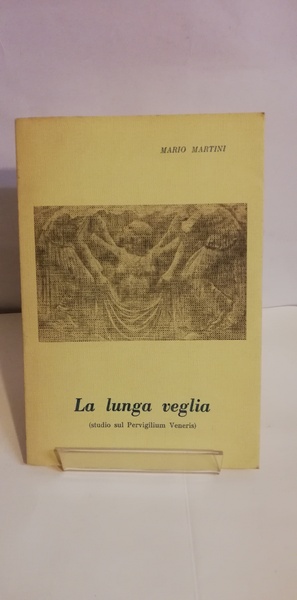 MARIO MARTINI
La lunga veglia
(studio sul Pervigilium Veneris)